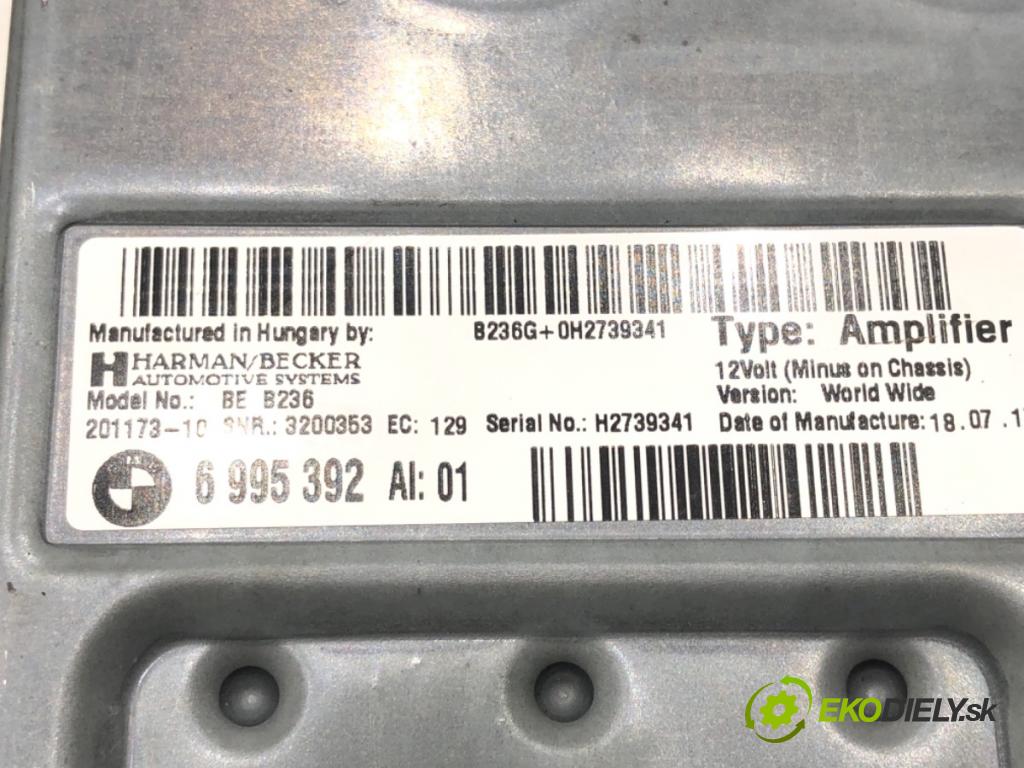 Manufactured in Hungary by: B236G+0H2739341 Type: Amplifier
HARMAN/BECKER
AUTOMOTIVE SYSTEMS
12Volt (Minus on Chassis)
Model No.: BE B236 Version: World Wide
201173-10 SNR.: 3200353 EC: 129 Serial No.: H2739341 Date of Manufacture: 18.07.1
6 995 392 AI: 01
EKODIELY.sk